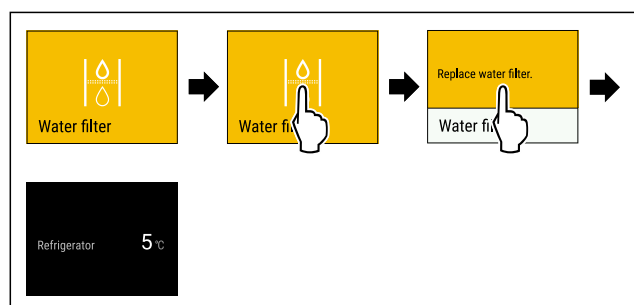 Water filter
Water fi
Replace water filter.
Water fi
Refrigerator 5 °C